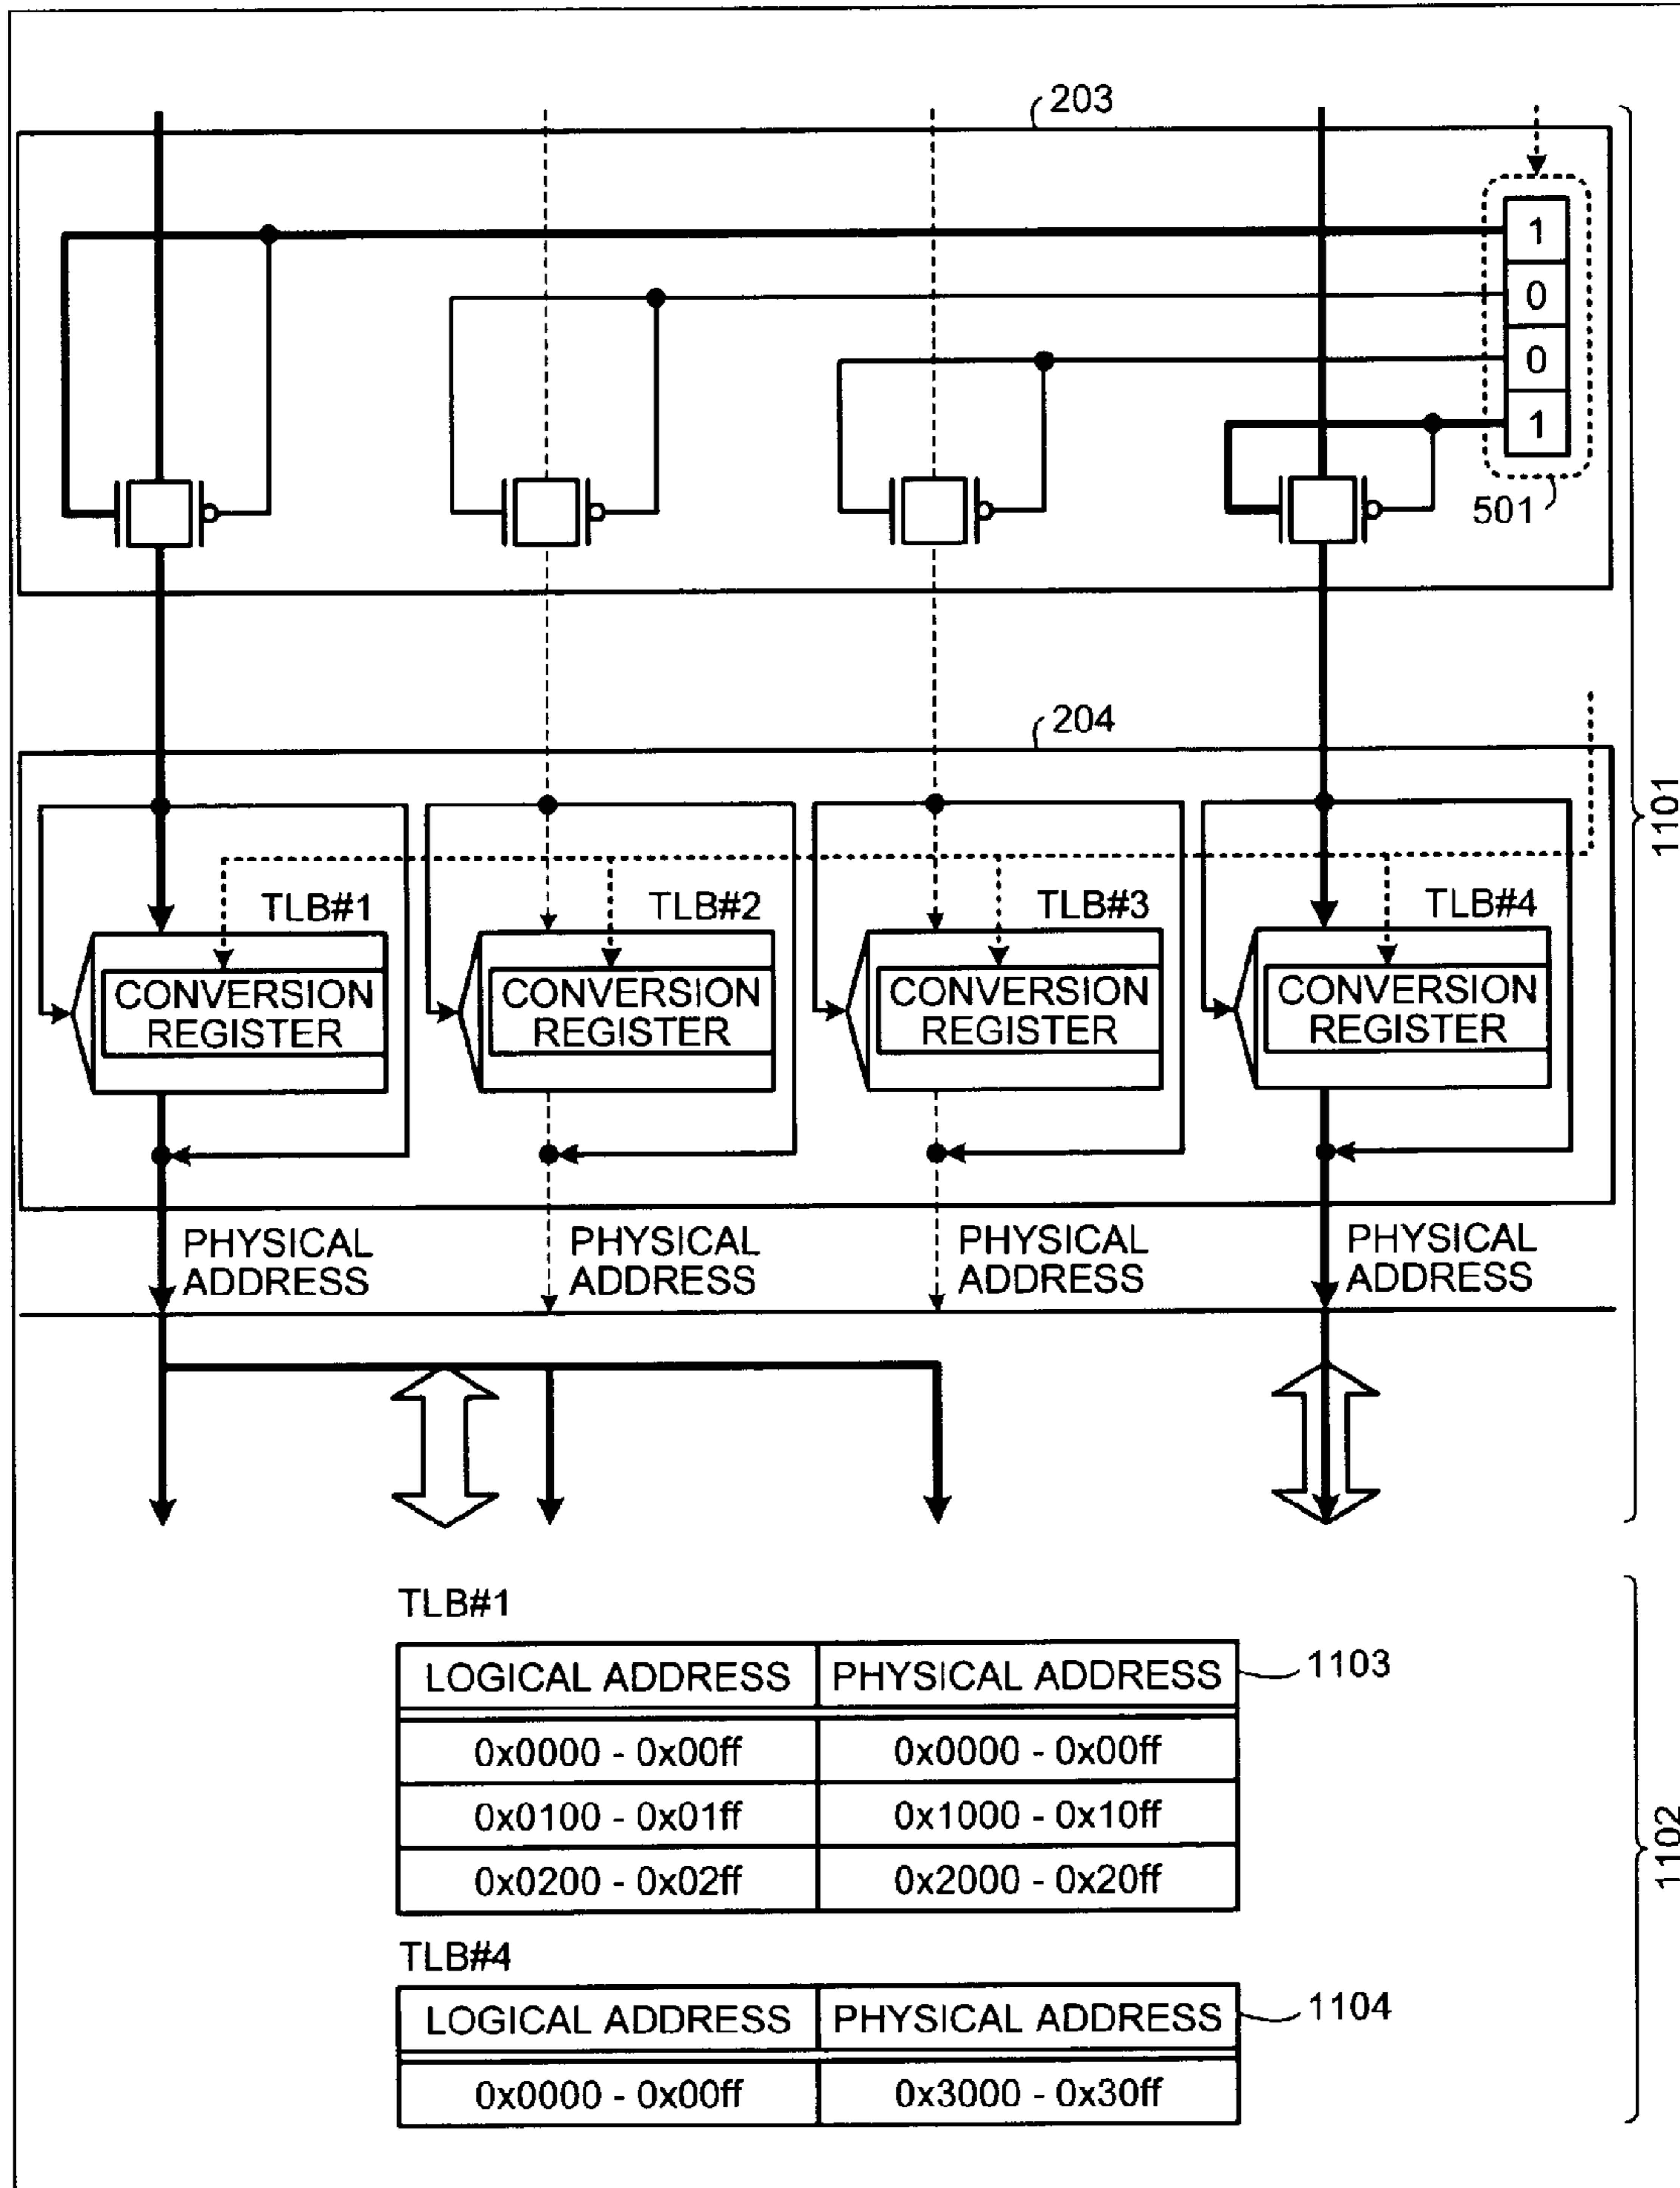 203
1
0
0
1
501
204
1101
TLB#1
TLB#2
TLB#3
TLB#4
CONVERSION
REGISTER
CONVERSION
REGISTER
CONVERSION
REGISTER
CONVERSION
REGISTER
PHYSICAL
ADDRESS
PHYSICAL
ADDRESS
PHYSICAL
ADDRESS
PHYSICAL
ADDRESS
TLB#1
LOGICAL ADDRESS PHYSICAL ADDRESS 1103
0x0000 - 0x00ff 0x0000 - 0x00ff
0x0100 - 0x01ff 0x1000 - 0x10ff
0x0200 - 0x02ff 0x2000 - 0x20ff
1102
TLB#4
LOGICAL ADDRESS PHYSICAL ADDRESS 1104
0x0000 - 0x00ff 0x3000 - 0x30ff